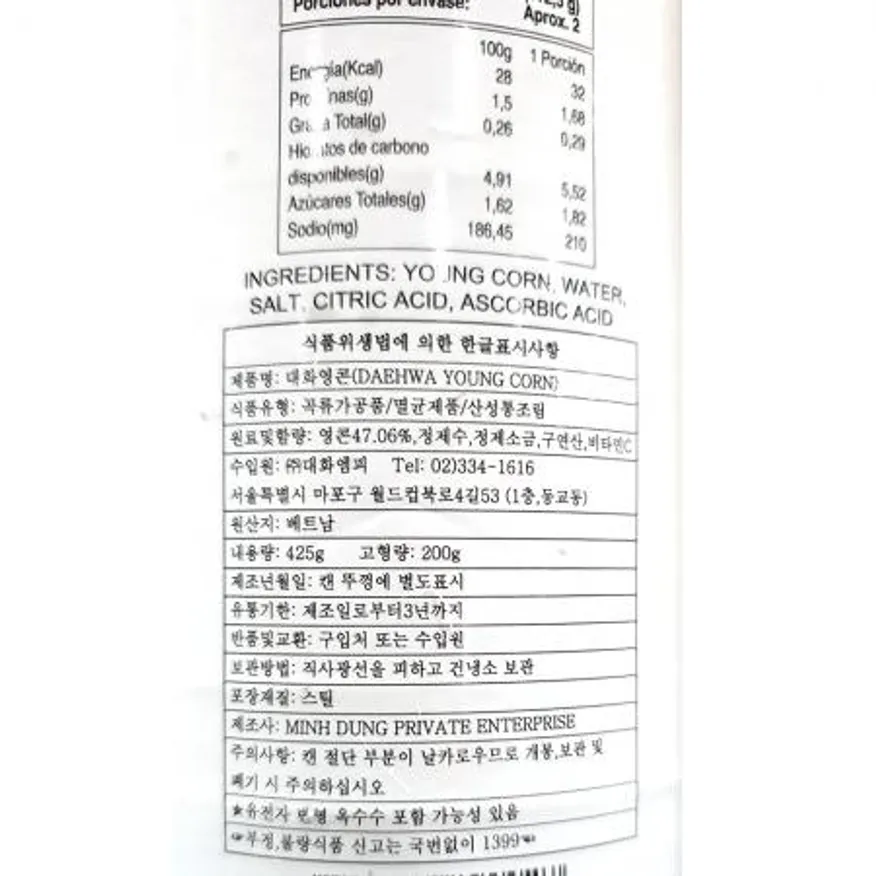 Porciones por envase:
Aprox. 2
100g 1 Porción
Energía(Kcal) 28 32
Proteínas(g) 1,5 1,68
Grasa Total(g) 0,26 0,29
Hidratos de carbono
disponibles(g) 4,91 5,52
Azúcares Totales(g) 1,62 1,82
Sodio(mg) 186,45 210
INGREDIENTS: YOUNG CORN, WATER,
SALT, CITRIC ACID, ASCORBIC ACID
식품위생법에 의한 한글표시사항
제품명: 대화영콘(DAEHWA YOUNG CORN)
식품유형: 곡류가공품/멸균제품/산성통조림
원료및함량: 영콘47.06%,정제수,정제소금,구연산,비타민C
수입원: ㈜대화엠피 Tel: 02)334-1616
서울특별시 마포구 월드컵북로4길53 (1층,동교동)
원산지: 베트남
내용량: 425g 고형량: 200g
제조년월일: 캔 뚜껑에 별도표시
유통기한: 제조일로부터3년까지
반품및교환: 구입처 또는 수입원
보관방법: 직사광선을 피하고 건냉소 보관
포장재질: 스틸
제조사: MINH DUNG PRIVATE ENTERPRISE
주의사항: 캔 절단 부분이 날카로우므로 개봉,보관 및
폐기 시 주의하십시오
★유전자 변형 옥수수 포함 가능성 있음
☞부정,불량식품 신고는 국번없이 1399☜